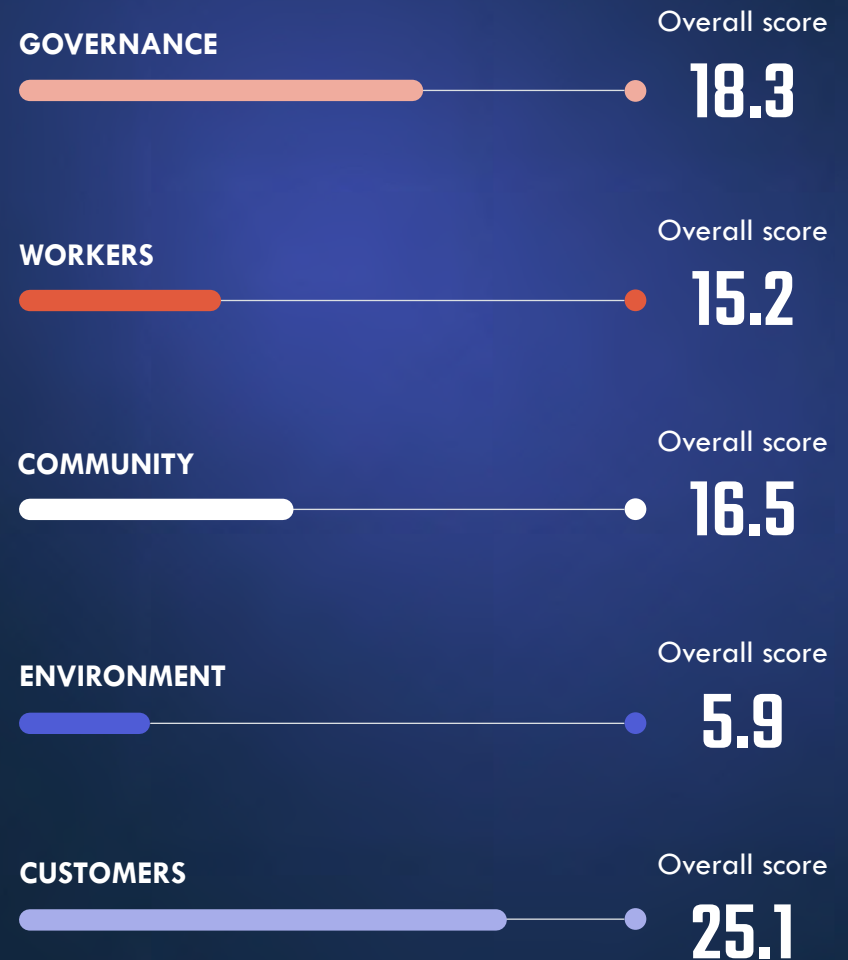 GOVERNANCE
Overall score
18.3
WORKERS
Overall score
15.2
COMMUNITY
Overall score
16.5
ENVIRONMENT
Overall score
5.9
CUSTOMERS
Overall score
25.1